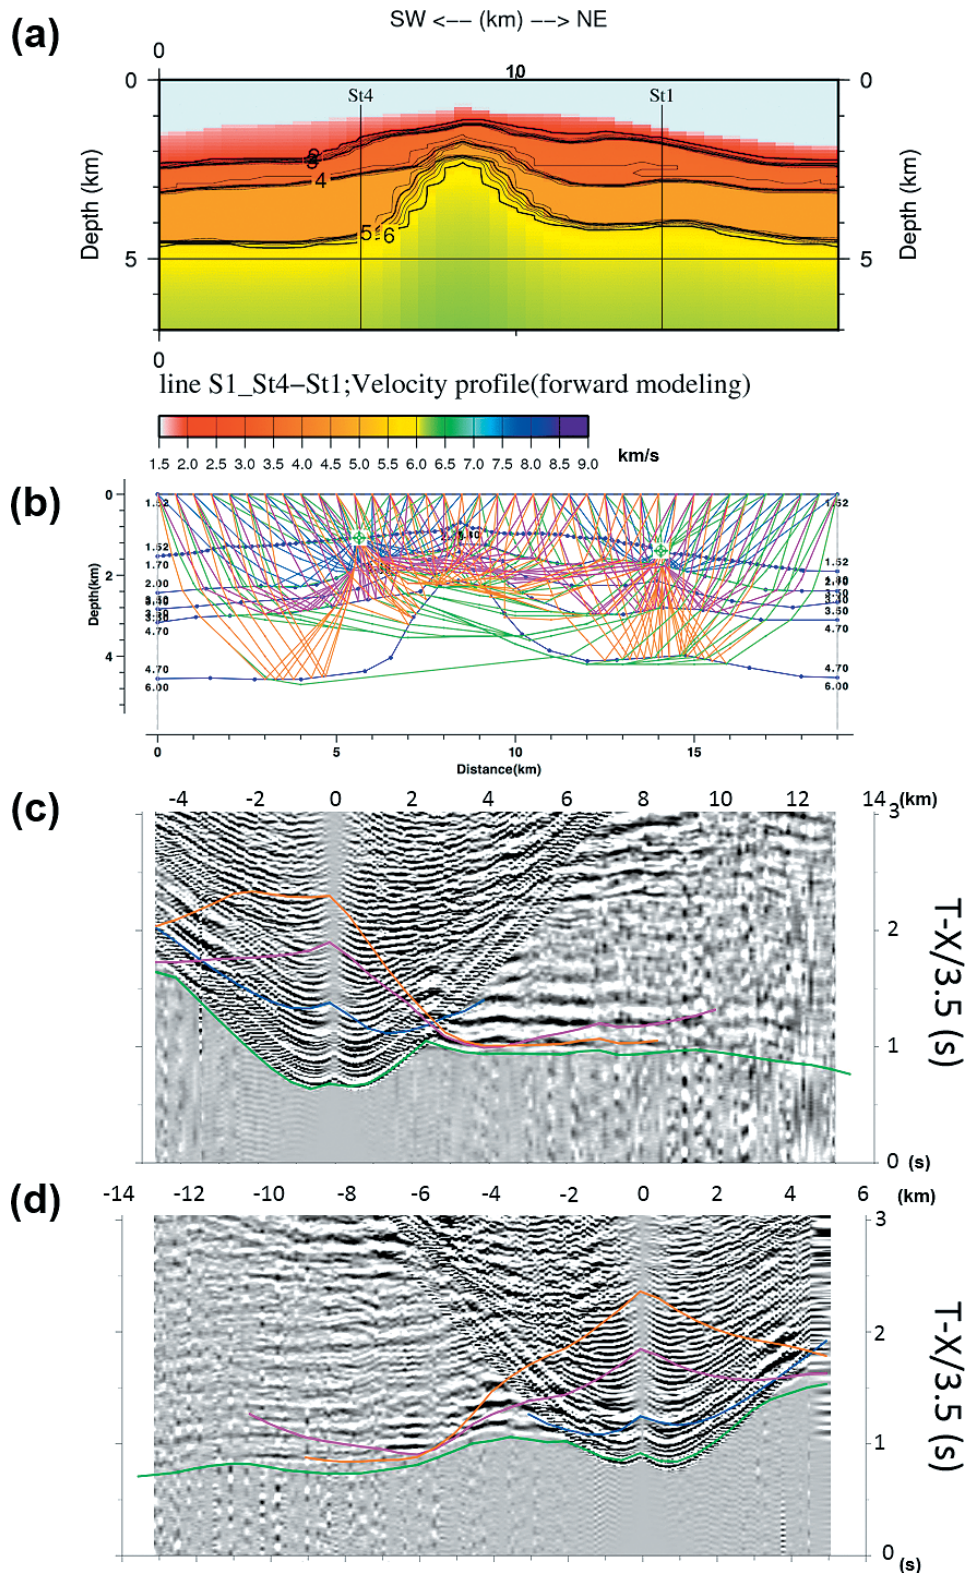 (a)
SW <-- (km) --> NE
0
10
0
0
St4
St1
Depth (km)
Depth (km)
4
5
6
5
5
0
line S1_St4-St1;Velocity profile(forward modeling)
1.5 2.0 2.5 3.0 3.5 4.0 4.5 5.0 5.5 6.0 6.5 7.0 7.5 8.0 8.5 9.0
km/s
(b)
0
1.52
1.52
1.52
1.52
1.70
2.00
2
3.50
4.70
4.70
4
4.70
6.00
6.00
Depth(km)
0 5 10 15
Distance(km)
(c)
-4 -2 0 2 4 6 8 10 12 14 (km)
3
2
1
0 (s)
T-X/3.5 (s)
(d)
-14 -12 -10 -8 -6 -4 -2 0 2 4 6 (km)
3
2
1
0 (s)
T-X/3.5 (s)